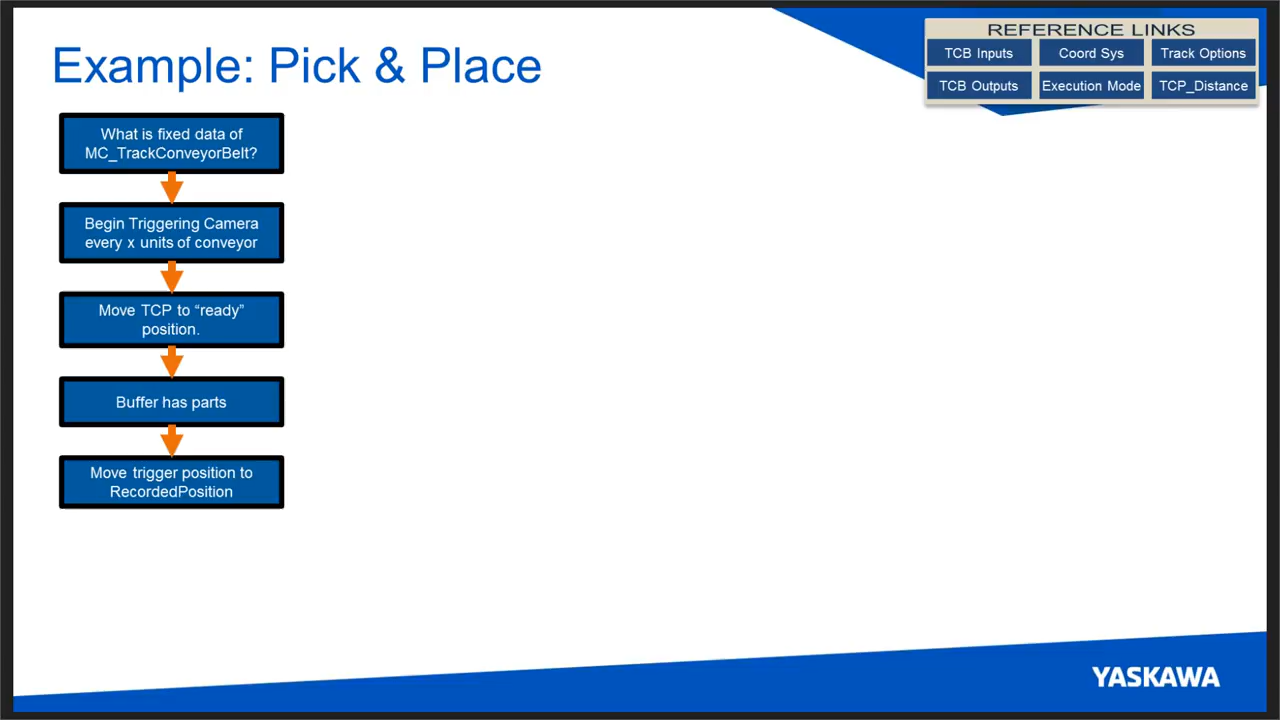 Example: Pick & Place
REFERENCE LINKS
TCB Inputs
Coord Sys
Track Options
TCB Outputs
Execution Mode
TCP_Distance
What is fixed data of
MC_TrackConveyorBelt?
Begin Triggering Camera
every x units of conveyor
Move TCP to “ready”
position.
Buffer has parts
Move trigger position to
RecordedPosition
YASKAWA